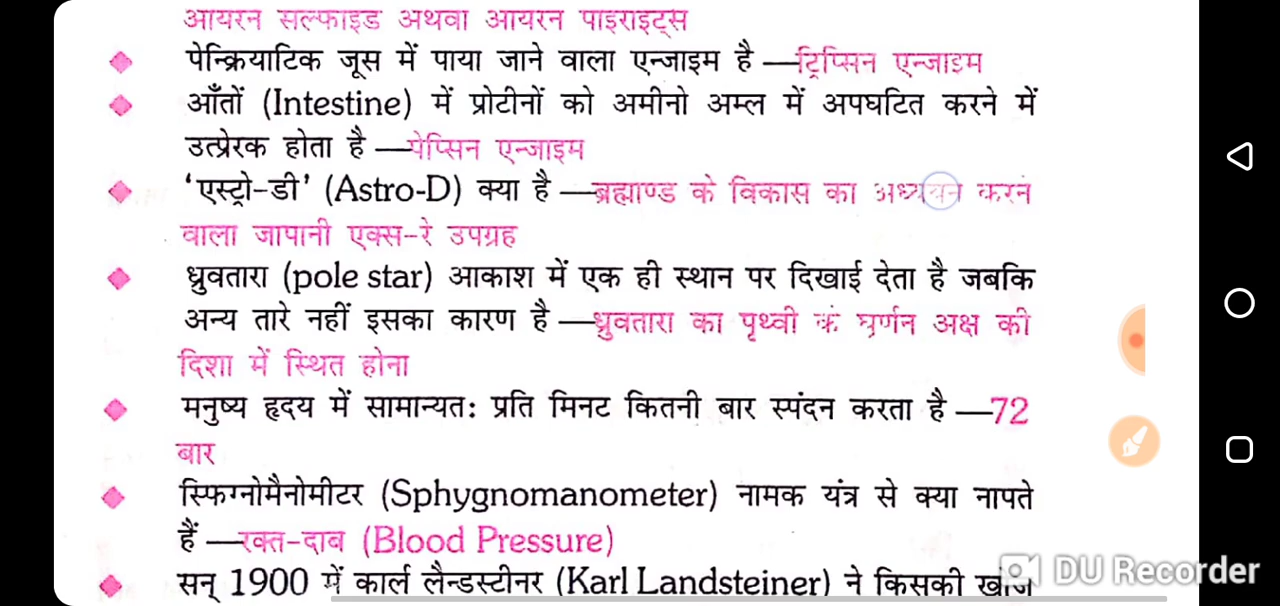 आयरन सल्फाइड अथवा आयरन पाइराइट्स
पेन्क्रियाटिक जूस में पाया जाने वाला एन्जाइम है —ट्रिप्सिन एन्जाइम
आँतों (Intestine) में प्रोटीनों को अमीनो अम्ल में अपघटित करने में
उत्प्रेरक होता है —पेप्सिन एन्जाइम
'एस्ट्रो-डी' (Astro-D) क्या है —ब्रह्माण्ड के विकास का अध्ययन करने
वाला जापानी एक्स-रे उपग्रह
ध्रुवतारा (pole star) आकाश में एक ही स्थान पर दिखाई देता है जबकि
अन्य तारे नहीं इसका कारण है —ध्रुवतारा का पृथ्वी के घूर्णन अक्ष की
दिशा में स्थित होना
मनुष्य हृदय में सामान्यत: प्रति मिनट कितनी बार स्पंदन करता है —72
बार
स्फिग्नोमैनोमीटर (Sphygnomanometer) नामक यंत्र से क्या नापते
हैं —रक्त-दाब (Blood Pressure)
सन् 1900 में कार्ल लैन्डस्टीनर (Karl Landsteiner) ने किसकी खोज
DU Recorder